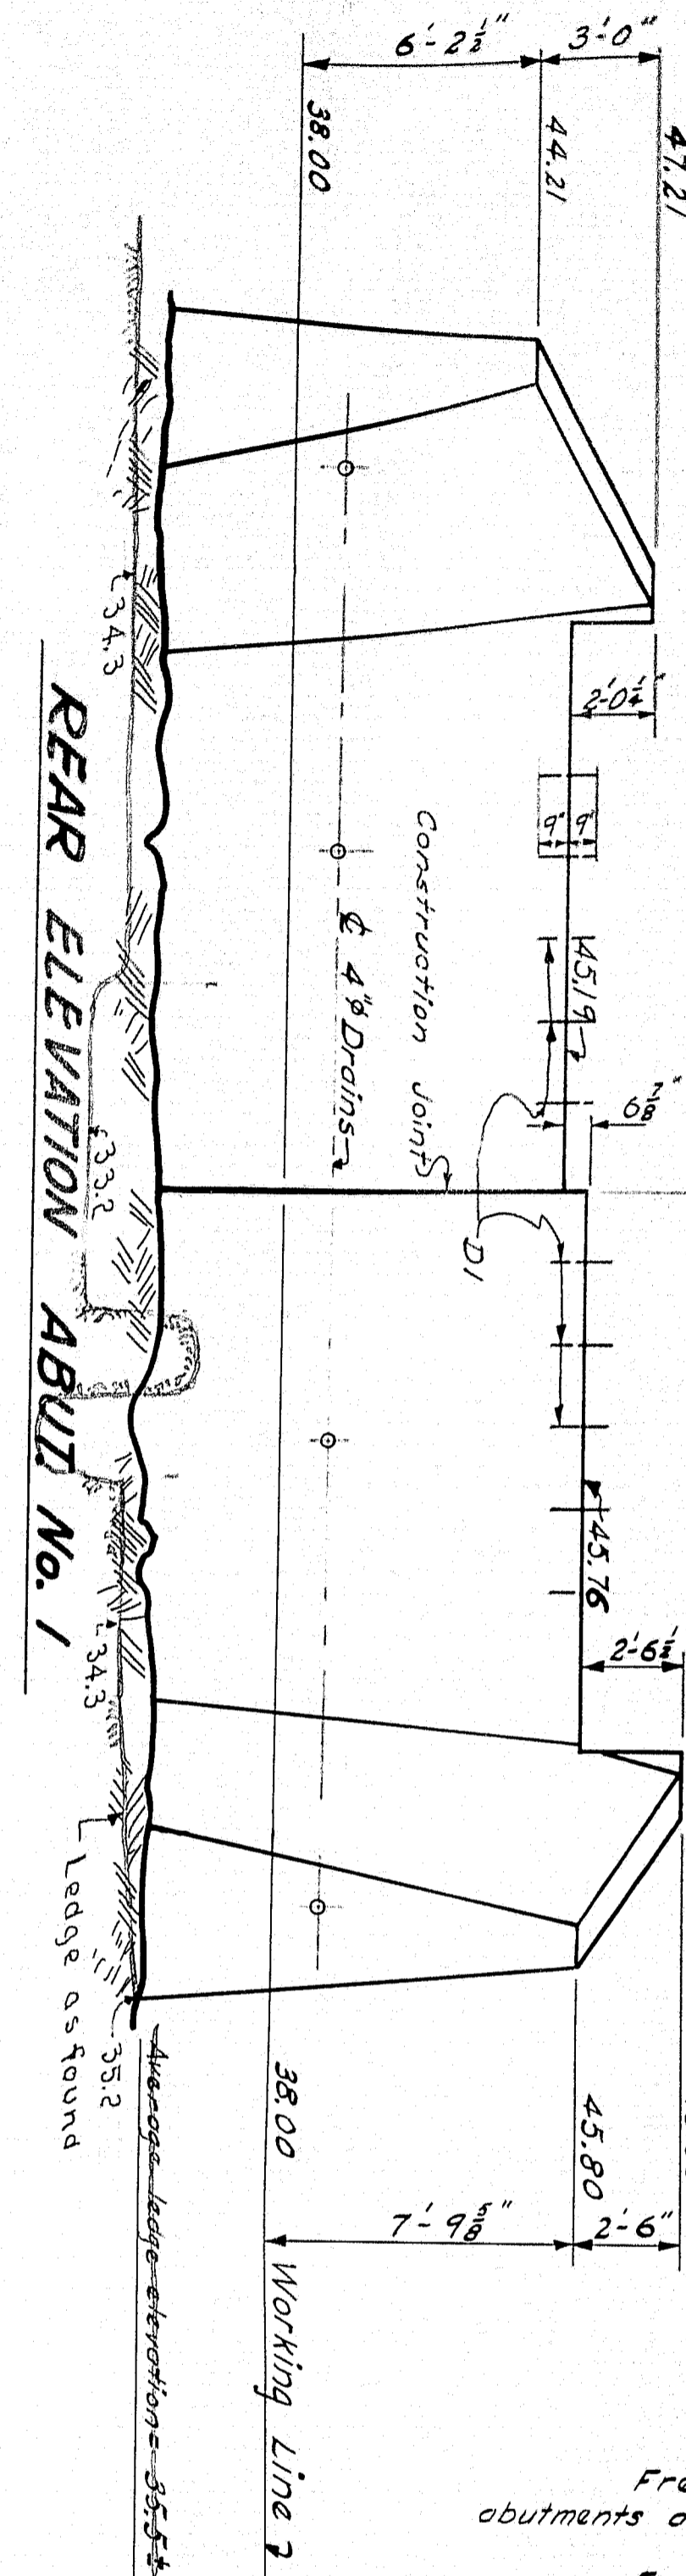 6'-2½"
3'-0"
38.00
44.21
47.21
34.3
2'-0¼"
9"
9"
Construction Joint
45.19
6⅞"
℄ 4"φ Drains
33.2
D1
45.76
2'-6½
34.3
Ledge as found
35.2
38.00
45.80
7'-9⅝"
2'-6"
Average ledge elevation= 35.5±
Working Line
REAR ELEVATION ABUT. No. 1
abutments